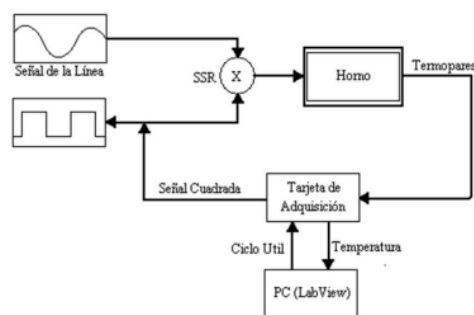 Señal de la Línea
SSR
X
Horno
Termopares
Señal Cuadrada
Tarjeta de
Adquisición
Ciclo Util
Temperatura
PC (LabView)